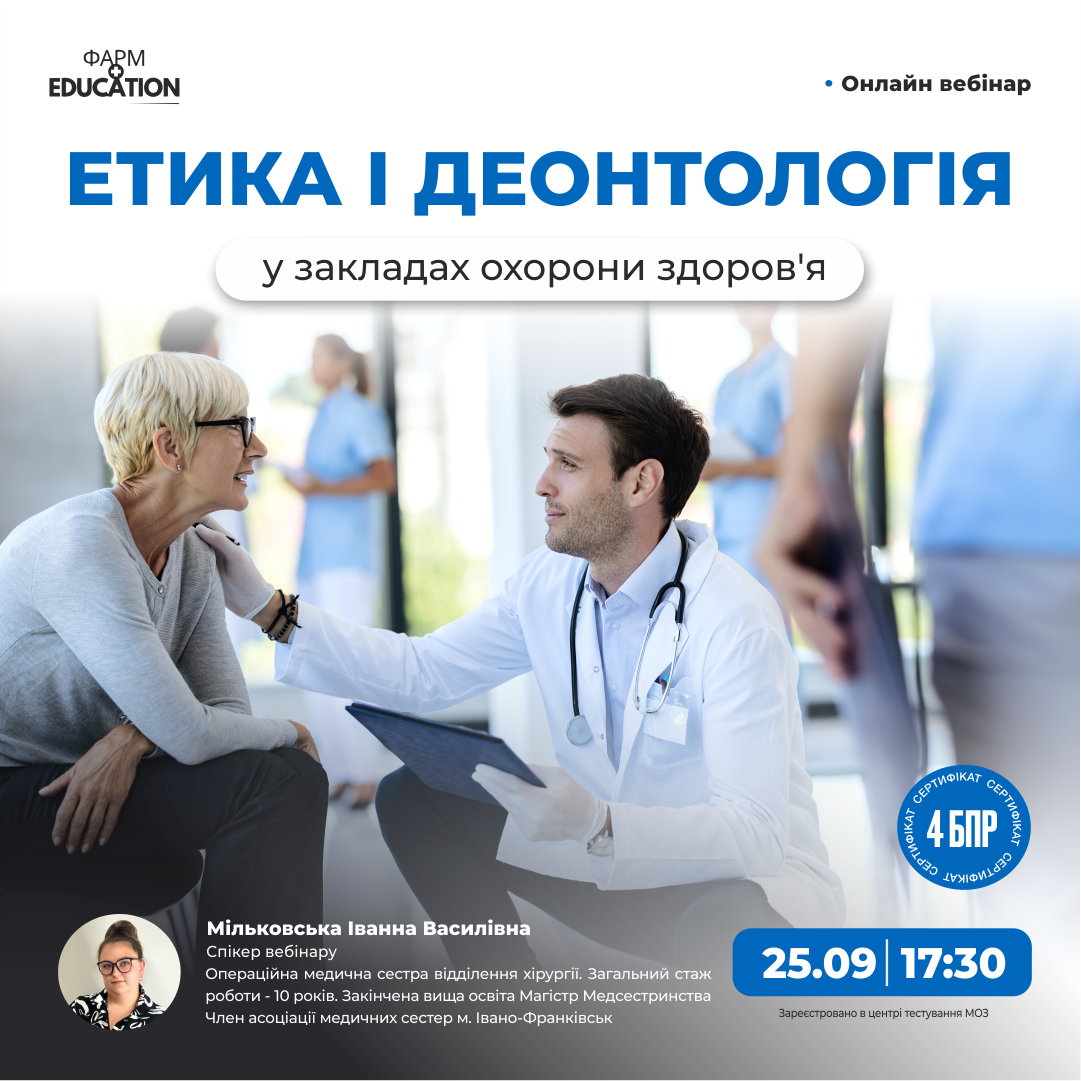 ФАРМ
EDUCATION
• Онлайн вебінар
ЕТИКА І ДЕОНТОЛОГІЯ
у закладах охорони здоров'я
СЕРТИФІКАТ СЕРТИФІКАТ СЕРТИФІКАТ СЕРТИФІКАТ
4 БПР
Мільковська Іванна Василівна
Спікер вебінару
Операційна медична сестра відділення хірургії. Загальний стаж
роботи - 10 років. Закінчена вища освіта Магістр Медсестринства
Член асоціації медичних сестер м. Івано-Франківськ
25.09 | 17:30
Зареєстровано в центрі тестування МОЗ